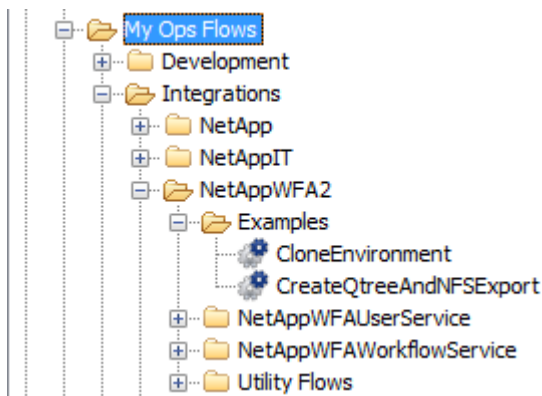 My Ops Flows
Development
Integrations
NetApp
NetAppIT
NetAppWFA2
Examples
CloneEnvironment
CreateQtreeAndNFSExport
NetAppWFAUserService
NetAppWFAWorkflowService
Utility Flows